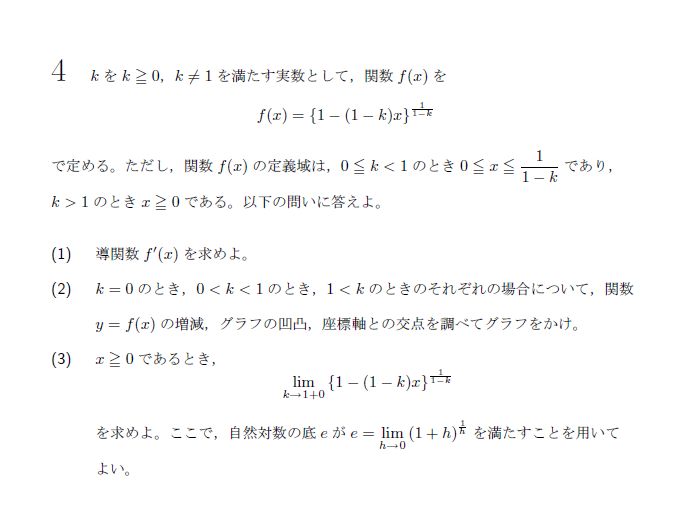 4 k を k ≧ 0，k ≠ 1 を満たす実数として，関数 f(x) を
f(x) = {1 − (1 − k)x}^{\frac{1}{1−k}}
で定める。ただし，関数 f(x) の定義域は，0 ≦ k < 1 のとき 0 ≦ x ≦ \frac{1}{1 − k} であり，
k > 1 のとき x ≧ 0 である。以下の問いに答えよ。
(1) 導関数 f′(x) を求めよ。
(2) k = 0 のとき，0 < k < 1 のとき，1 < k のときのそれぞれの場合について，関数
y = f(x) の増減，グラフの凹凸，座標軸との交点を調べてグラフをかけ。
(3) x ≧ 0 であるとき，
\lim_{k→1+0} {1 − (1 − k)x}^{\frac{1}{1−k}}
を求めよ。ここで，自然対数の底 e が e = \lim_{h→0} (1 + h)^{\frac{1}{h}} を満たすことを用いて
よい。